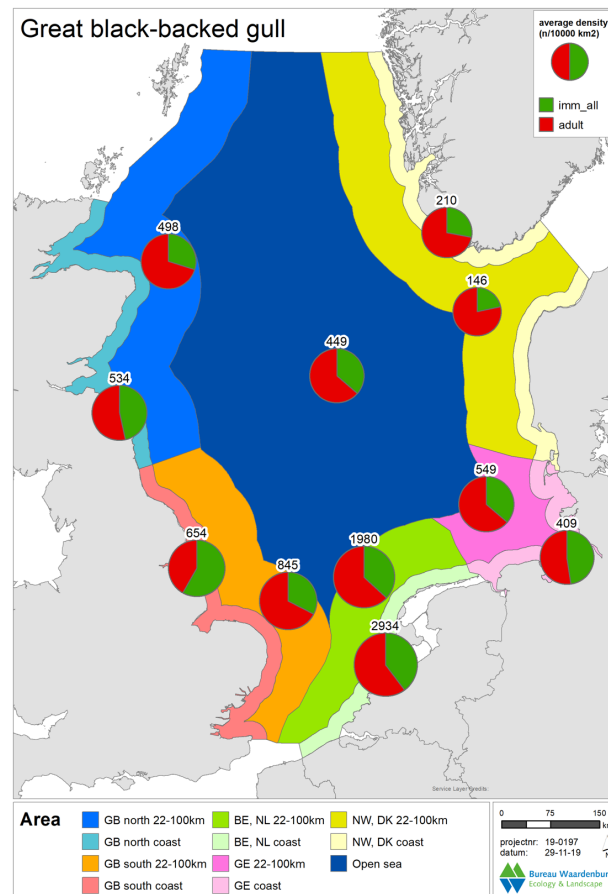 Great black-backed gull
average density
(n/10000 km2)
imm_all
adult
210
498
146
449
534
549
654
1980
409
845
2934
Service Layer Credits:
Area
GB north 22-100km
GB north coast
GB south 22-100km
GB south coast
BE, NL 22-100km
BE, NL coast
GE 22-100km
GE coast
NW, DK 22-100km
NW, DK coast
Open sea
0 75 150
projectnr: 19-0197
datum: 29-11-19
Bureau Waardenburg
Ecology & Landscape